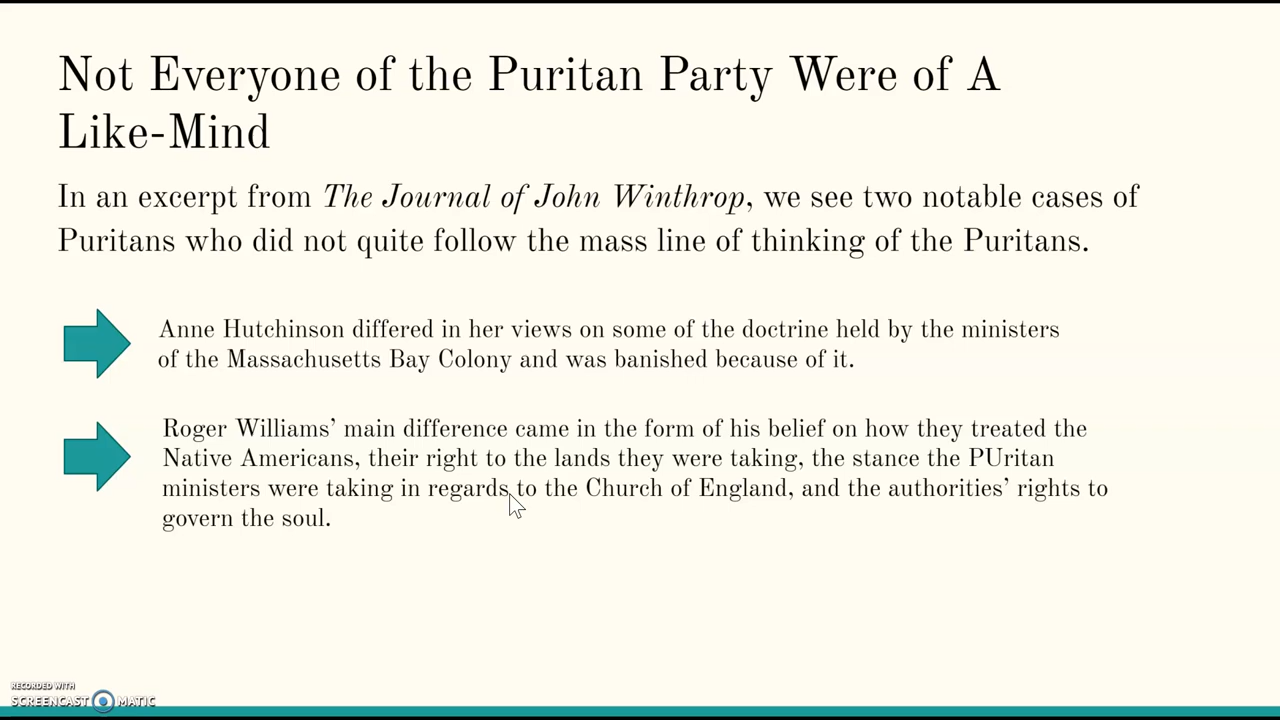 Not Everyone of the Puritan Party Were of A
Like-Mind
In an excerpt from The Journal of John Winthrop, we see two notable cases of
Puritans who did not quite follow the mass line of thinking of the Puritans.
Anne Hutchinson differed in her views on some of the doctrine held by the ministers
of the Massachusetts Bay Colony and was banished because of it.
Roger Williams’ main difference came in the form of his belief on how they treated the
Native Americans, their right to the lands they were taking, the stance the PUritan
ministers were taking in regards to the Church of England, and the authorities’ rights to
govern the soul.
RECORDED WITH
SCREENCAST MATIC